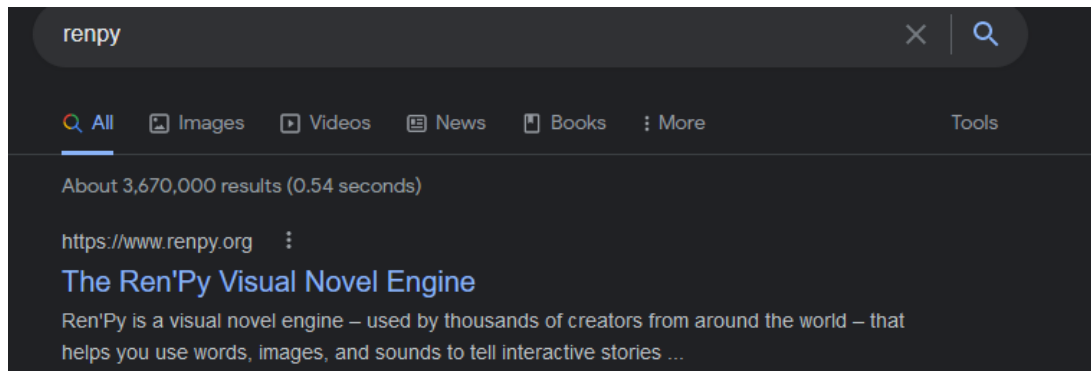 renpy
All Images Videos News Books More Tools
About 3,670,000 results (0.54 seconds)
https://www.renpy.org
The Ren'Py Visual Novel Engine
Ren'Py is a visual novel engine – used by thousands of creators from around the world – that
helps you use words, images, and sounds to tell interactive stories ...